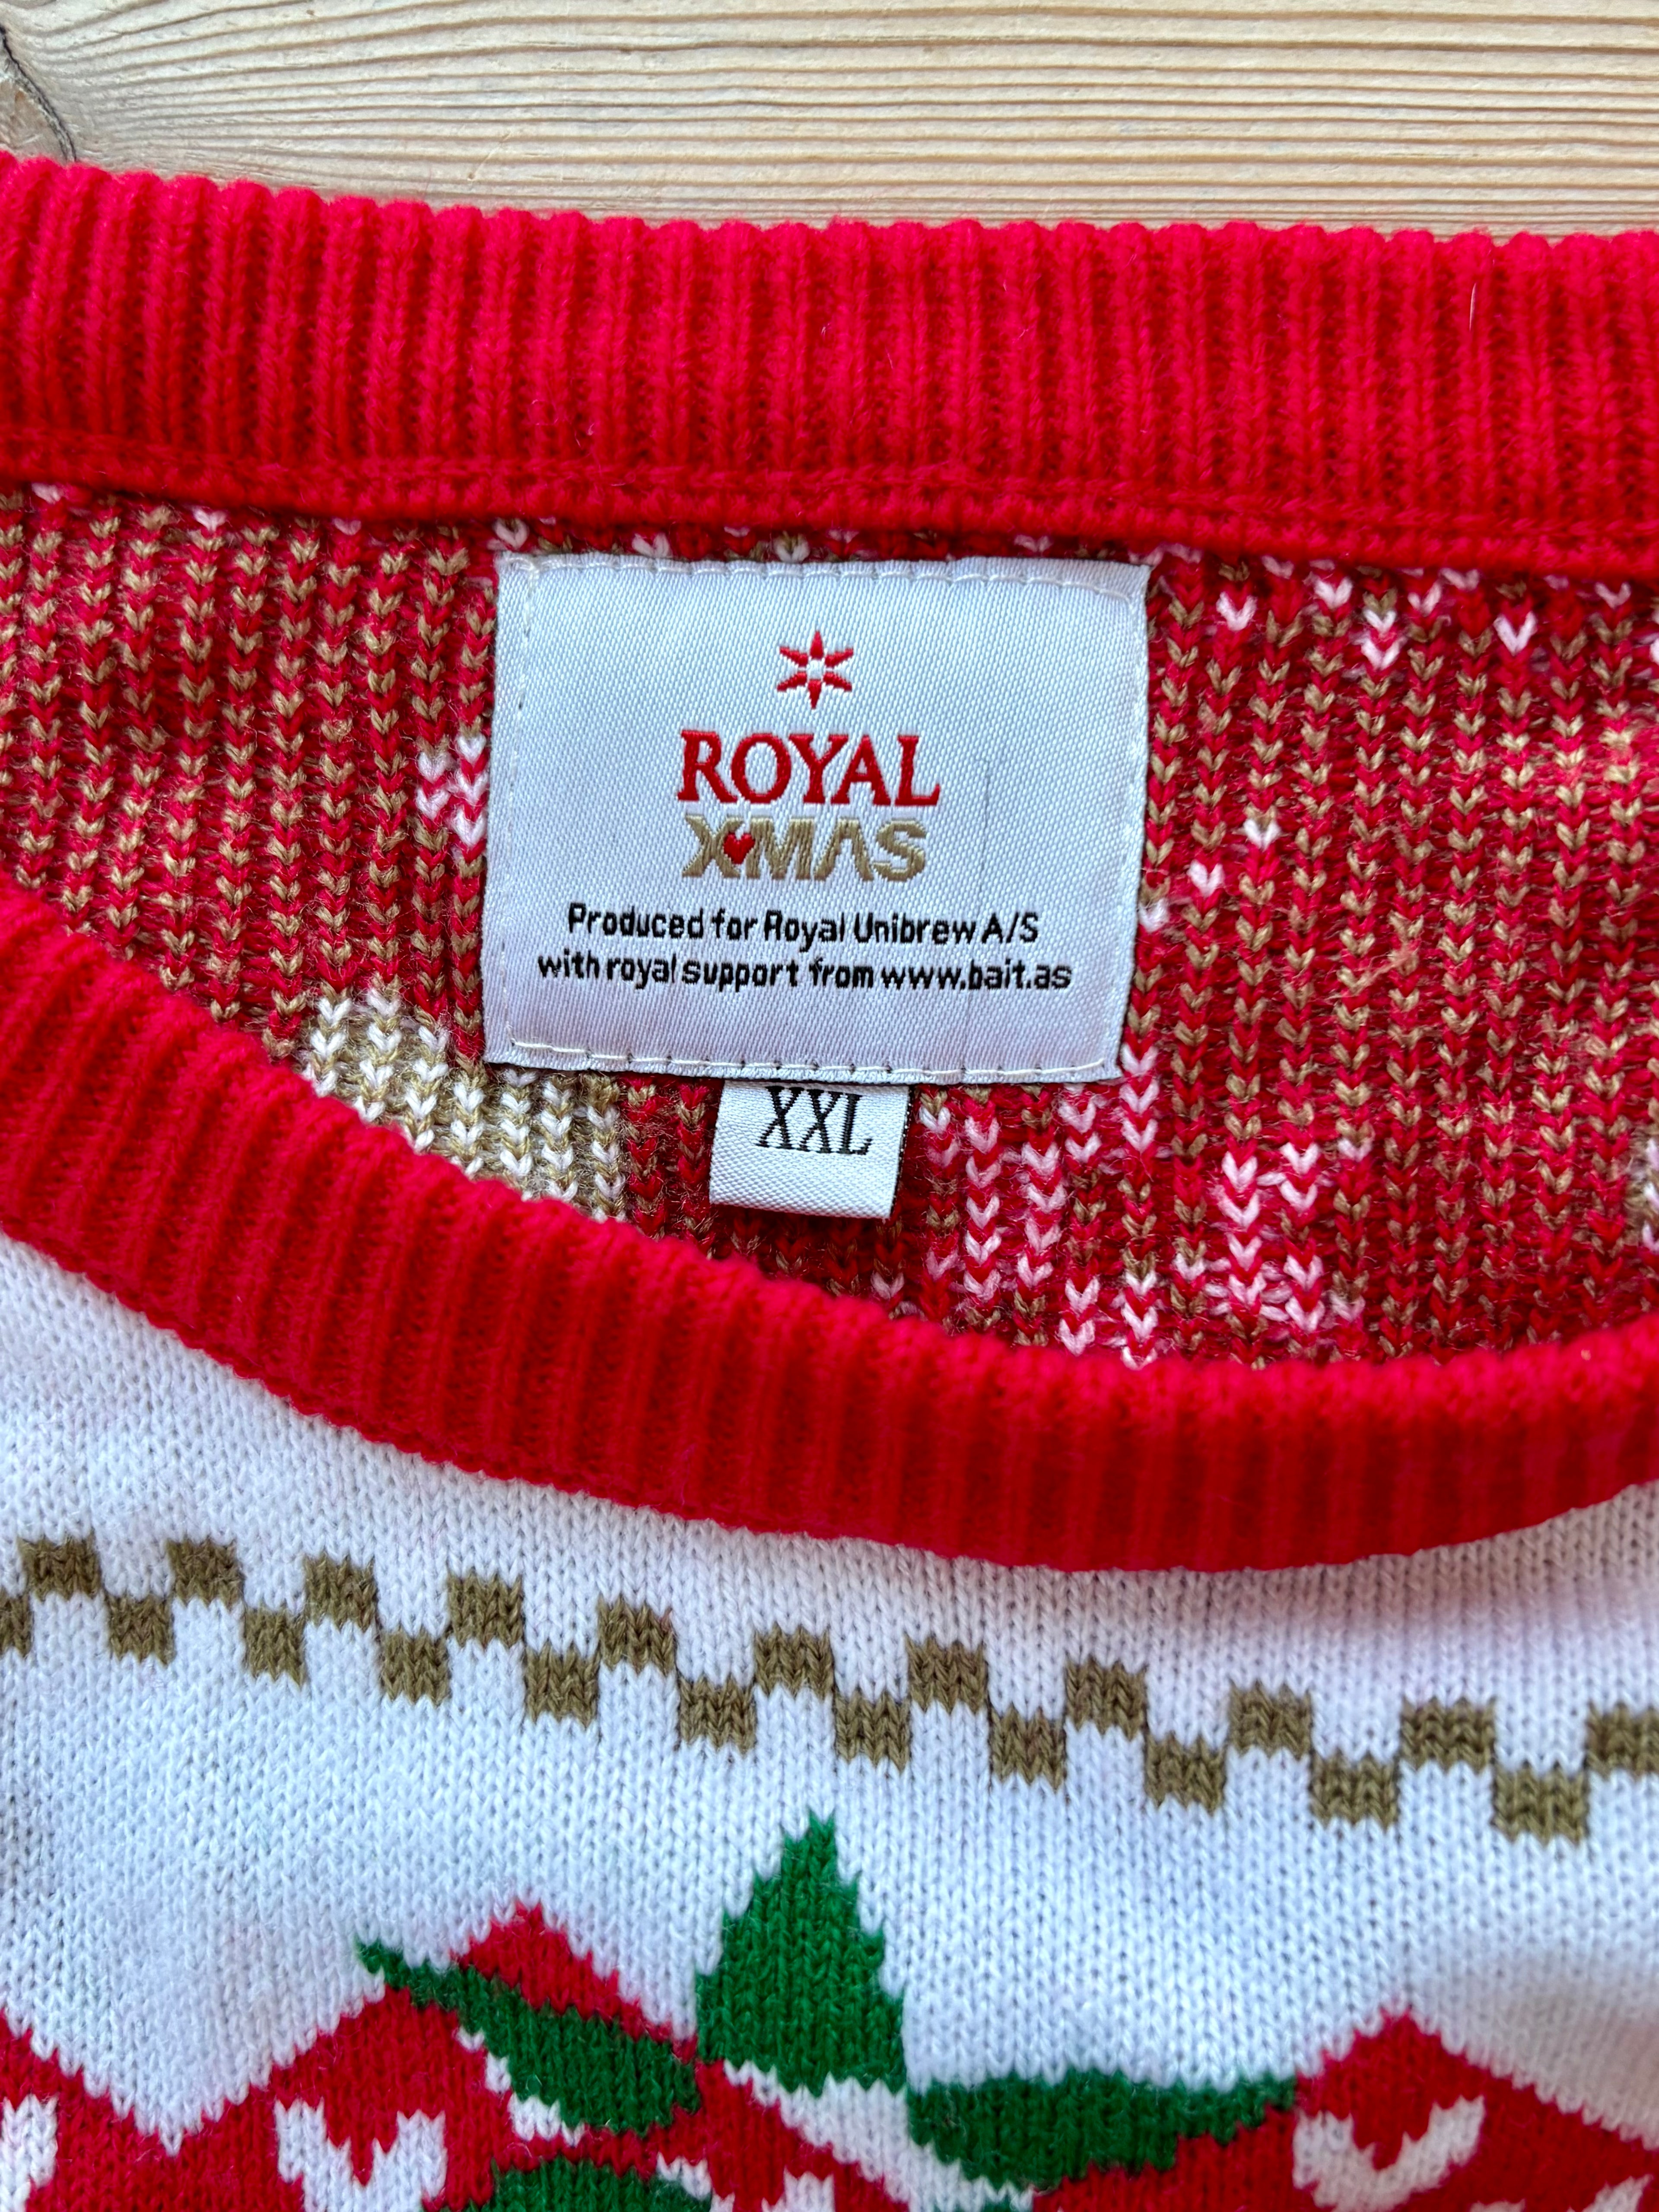 ROYAL
XMAS
Produced for Royal Unibrew A/S
with royal support from www.bait.as
XXL